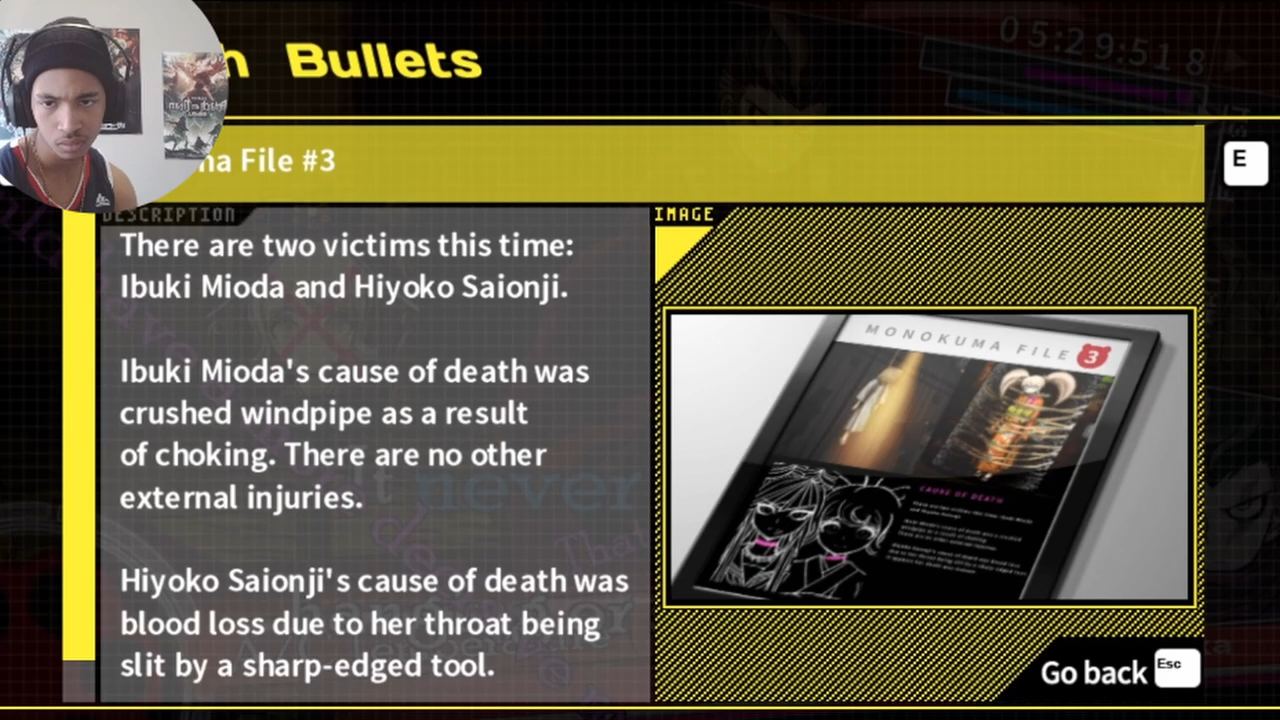 Bullets
File #3
E
DESCRIPTION
IMAGE
There are two victims this time:
Ibuki Mioda and Hiyoko Saionji.
Ibuki Mioda's cause of death was
crushed windpipe as a result
of choking. There are no other
external injuries.
Hiyoko Saionji's cause of death was
blood loss due to her throat being
slit by a sharp-edged tool.
MONOKUMA FILE 3
CAUSE OF DEATH
Go back Esc